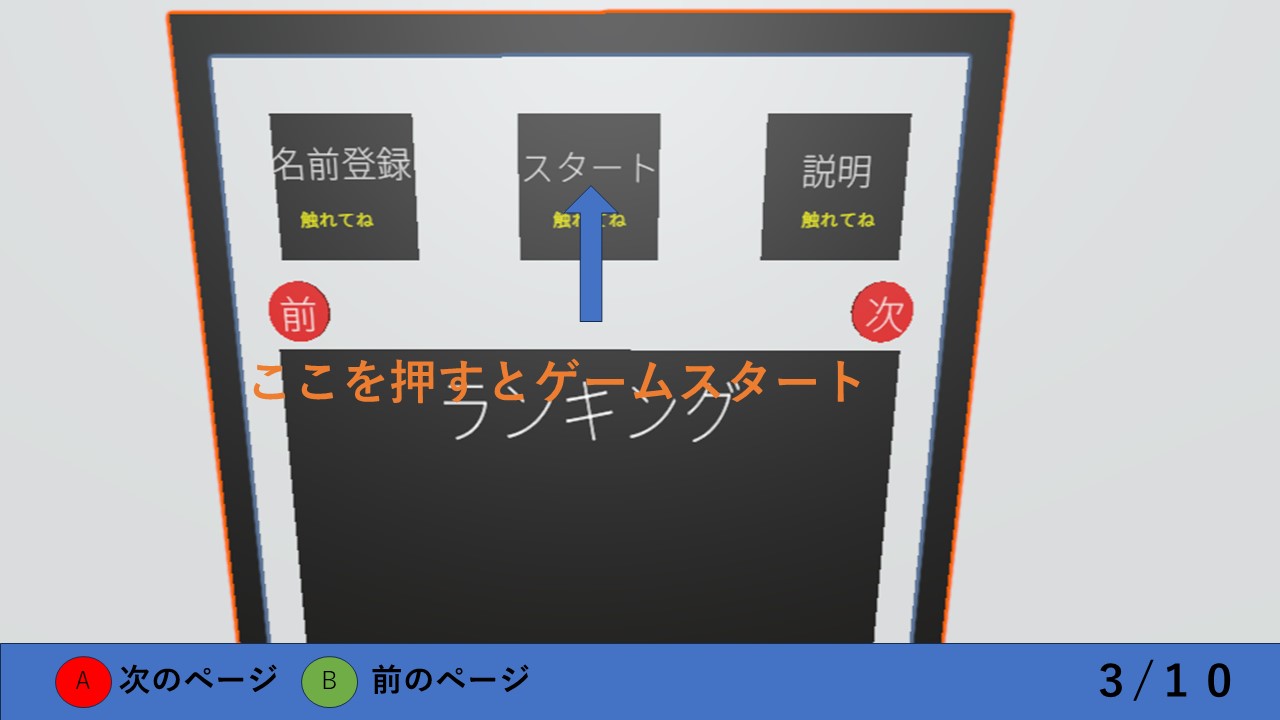 名前登録
触れてね
スタート
触れてね
説明
触れてね
前
次
ここを押すとゲームスタート
ランキング
A 次のページ B 前のページ
3/10